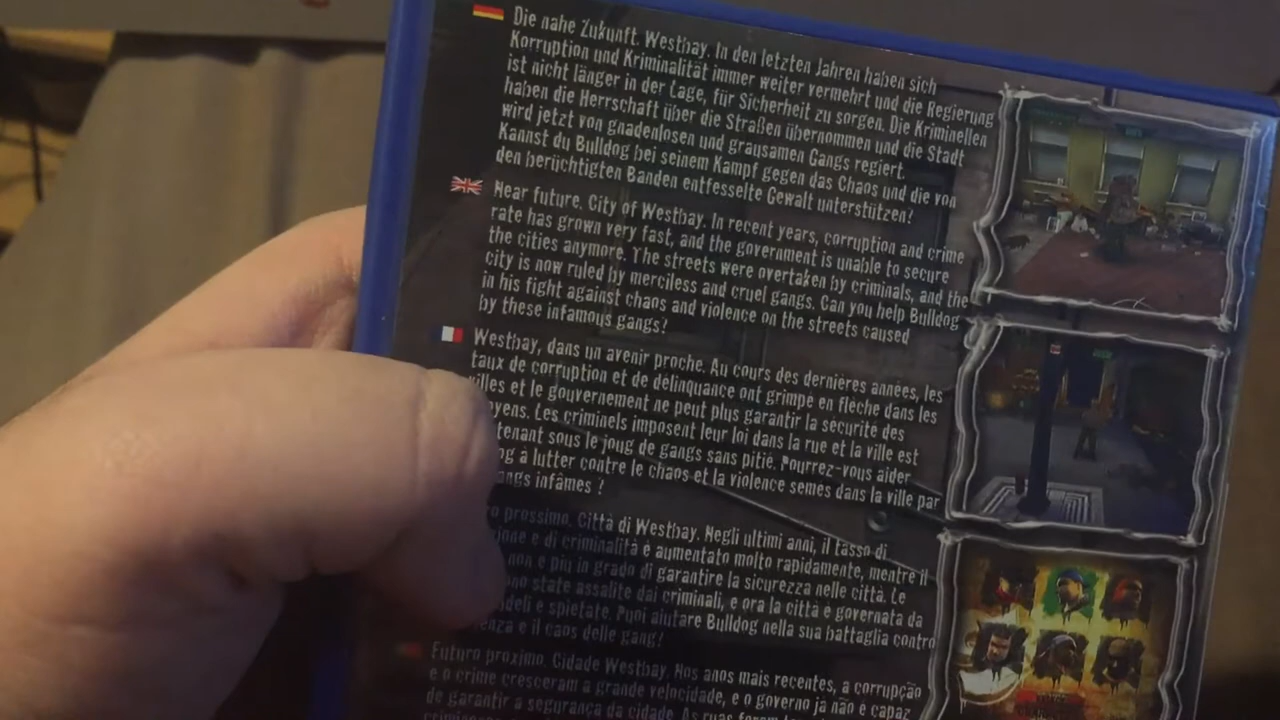 Die nahe Zukunft. Westbay. In den letzten Jahren haben sich
Korruption und Kriminalität immer weiter vermehrt und die Regierung
ist nicht länger in der Lage, für Sicherheit zu sorgen. Die Kriminellen
haben die Herrschaft über die Straßen übernommen und die Stadt
wird jetzt von gnadenlosen und grausamen Gangs regiert.
Kannst du Bulldog bei seinem Kampf gegen das Chaos und die von
den berüchtigten Banden entfesselte Gewalt unterstützen?
Near future. City of Westbay. In recent years, corruption and crime
rate has grown very fast, and the government is unable to secure
the cities anymore. The streets were overtaken by criminals, and the
city is now ruled by merciless and cruel gangs. Can you help Bulldog
in his fight against chaos and violence on the streets caused
by these infamous gangs?
Westbay, dans un avenir proche. Au cours des dernières années, les
taux de corruption et de délinquance ont grimpé en flèche dans les
villes et le gouvernement ne peut plus garantir la sécurité des
Les criminels imposent leur loi dans la rue et la ville est
sous le joug de gangs sans pitié. Pourrez-vous aider
à lutter contre le chaos et la violence semés dans la ville par
infâmes ?
prossimo. Città di Westbay. Negli ultimi anni, il tasso di
e di criminalità è aumentato molto rapidamente, mentre il
non è più in grado di garantire la sicurezza nelle città. Le
state assalite dai criminali, e ora la città è governata da
e spietate. Puoi aiutare Bulldog nella sua battaglia contro
e il caos delle gang?
Futuro próximo. Cidade Westbay. Nos anos mais recentes, a corrupção
e o crime cresceram a grande velocidade, e o governo já não é capaz
de garantir a segurança da cidade. As ruas foram